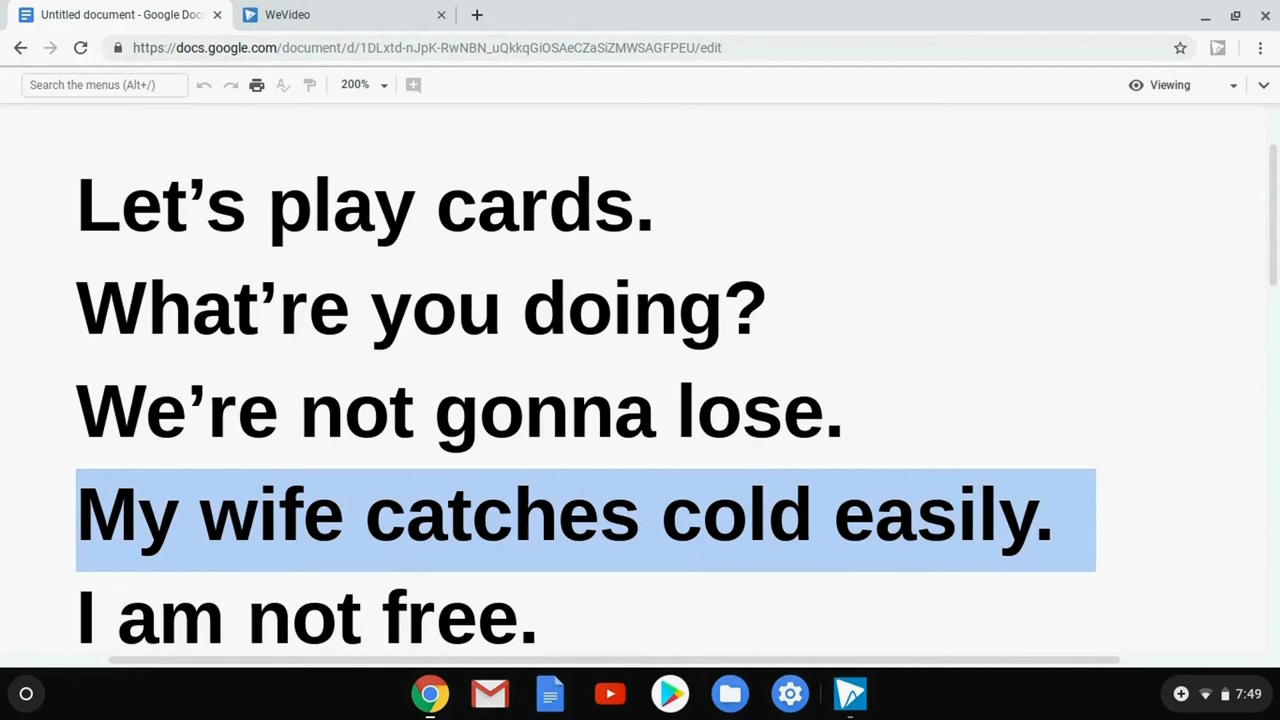 Untitled document - Google Doc
WeVideo
https://docs.google.com/document/d/1DLxtd-nJpK-RwNBN_uQkkqGiOSAeCZaSiZMWSAGFPEU/edit
Search the menus (Alt+/)
200%
Viewing
Let’s play cards.
What’re you doing?
We’re not gonna lose.
My wife catches cold easily.
I am not free.
7:49